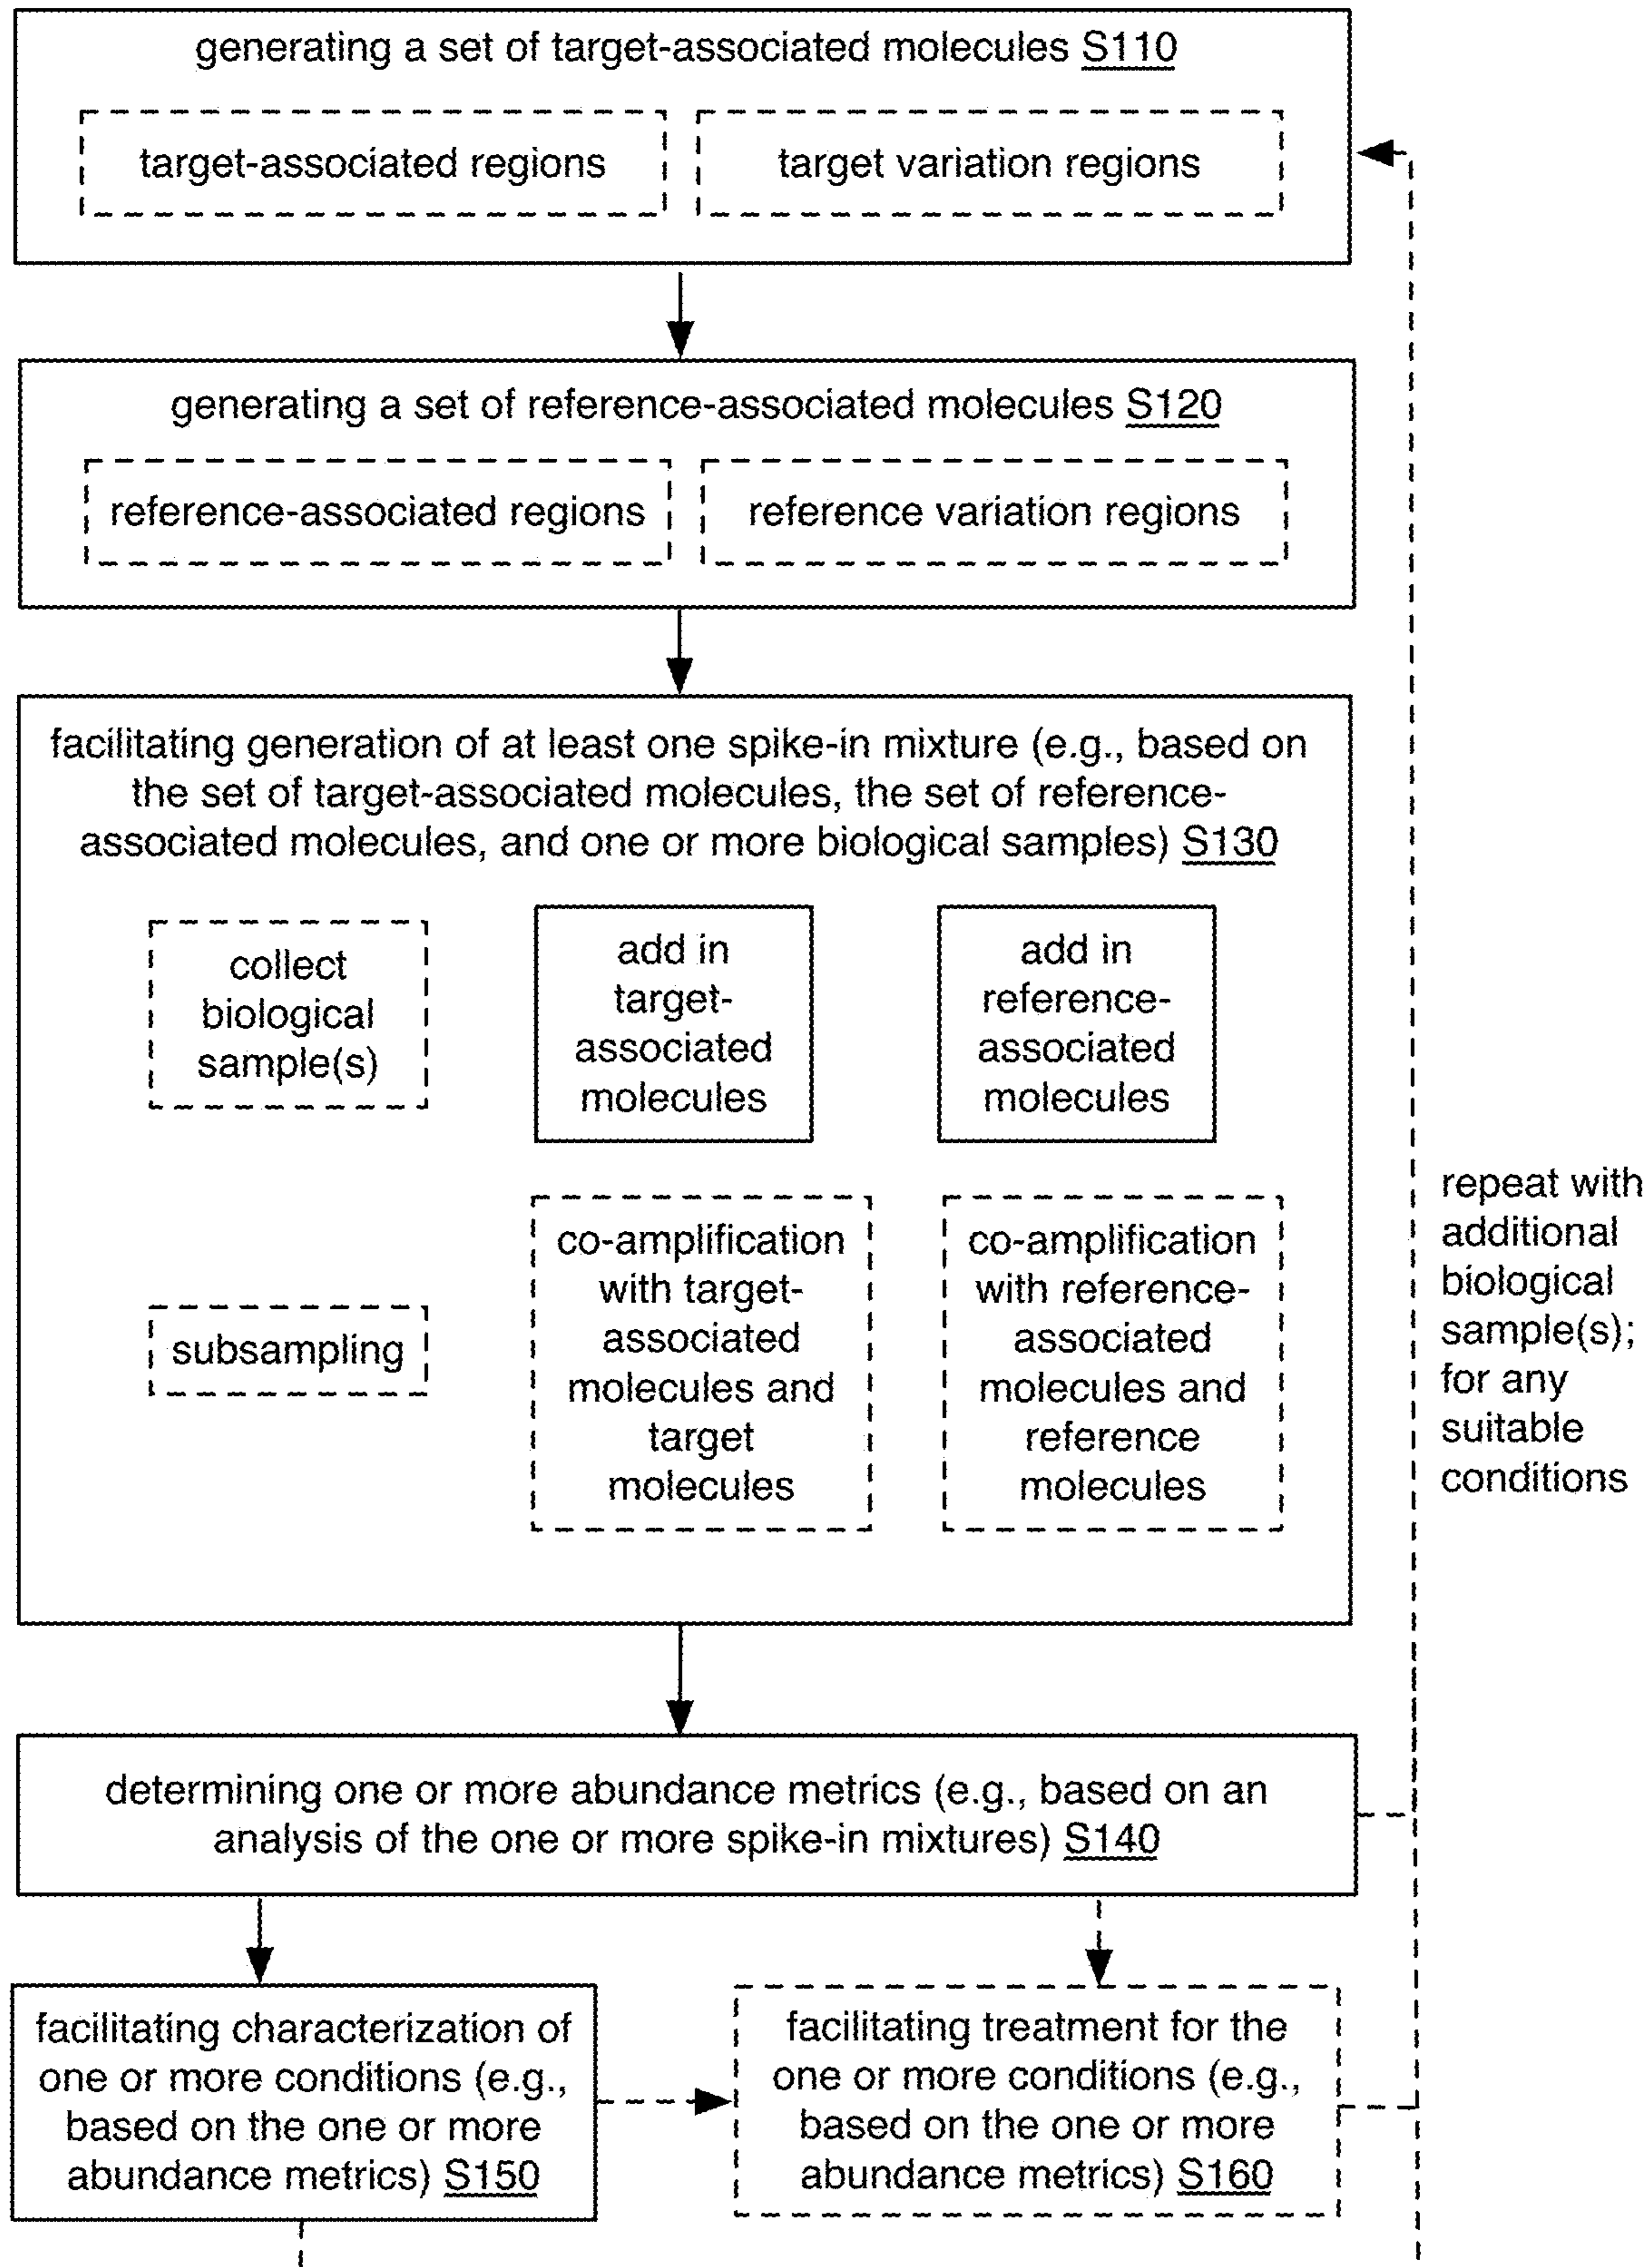 generating a set of target-associated molecules S110
target-associated regions
target variation regions
generating a set of reference-associated molecules S120
reference-associated regions
reference variation regions
facilitating generation of at least one spike-in mixture (e.g., based on
the set of target-associated molecules, the set of reference-
associated molecules, and one or more biological samples) S130
collect
biological
sample(s)
add in
target-
associated
molecules
add in
reference-
associated
molecules
subsampling
co-amplification
with target-
associated
molecules and
target
molecules
co-amplification
with reference-
associated
molecules and
reference
molecules
repeat with
additional
biological
sample(s);
for any
suitable
conditions
determining one or more abundance metrics (e.g., based on an
analysis of the one or more spike-in mixtures) S140
facilitating characterization of
one or more conditions (e.g.,
based on the one or more
abundance metrics) S150
facilitating treatment for the
one or more conditions (e.g.,
based on the one or more
abundance metrics) S160